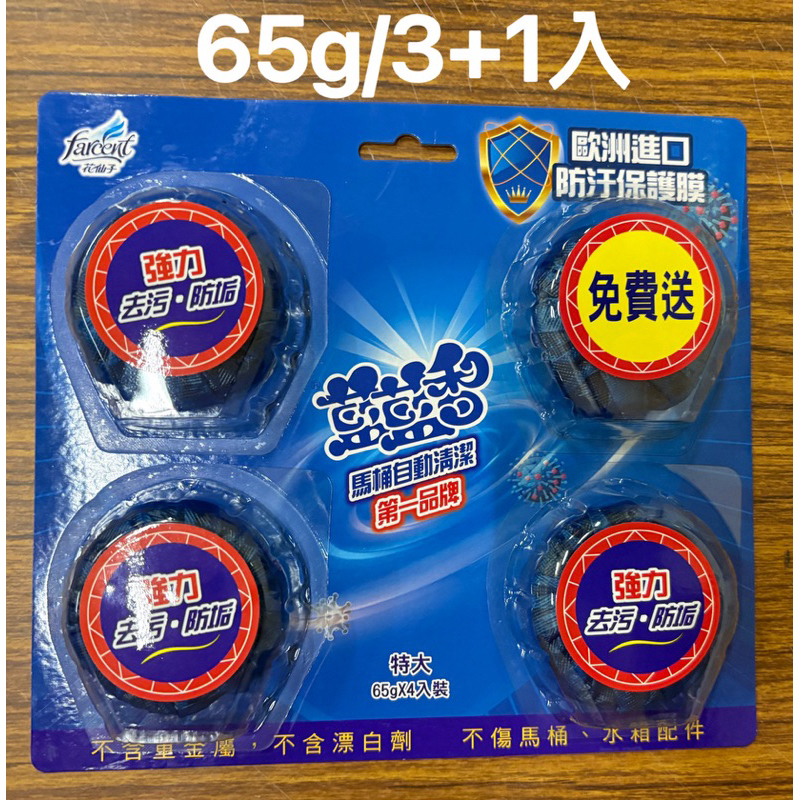 65g/3+1入
farcent
花仙子
歐洲進口
防汙保護膜
強力
去污·防垢
免費送
藍藍香
馬桶自動清潔
第一品牌
強力
去污·防垢
強力
去污·防垢
特大
65gX4入裝
不含重金屬,不含漂白劑 不傷馬桶、水箱配件